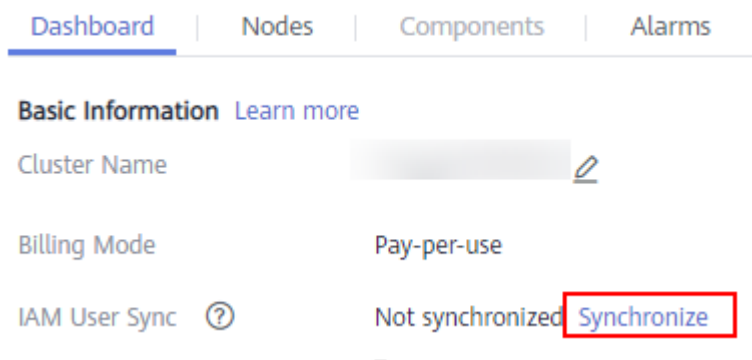 Dashboard Nodes Components Alarms
Basic Information Learn more
Cluster Name
Billing Mode Pay-per-use
IAM User Sync ? Not synchronized Synchronize